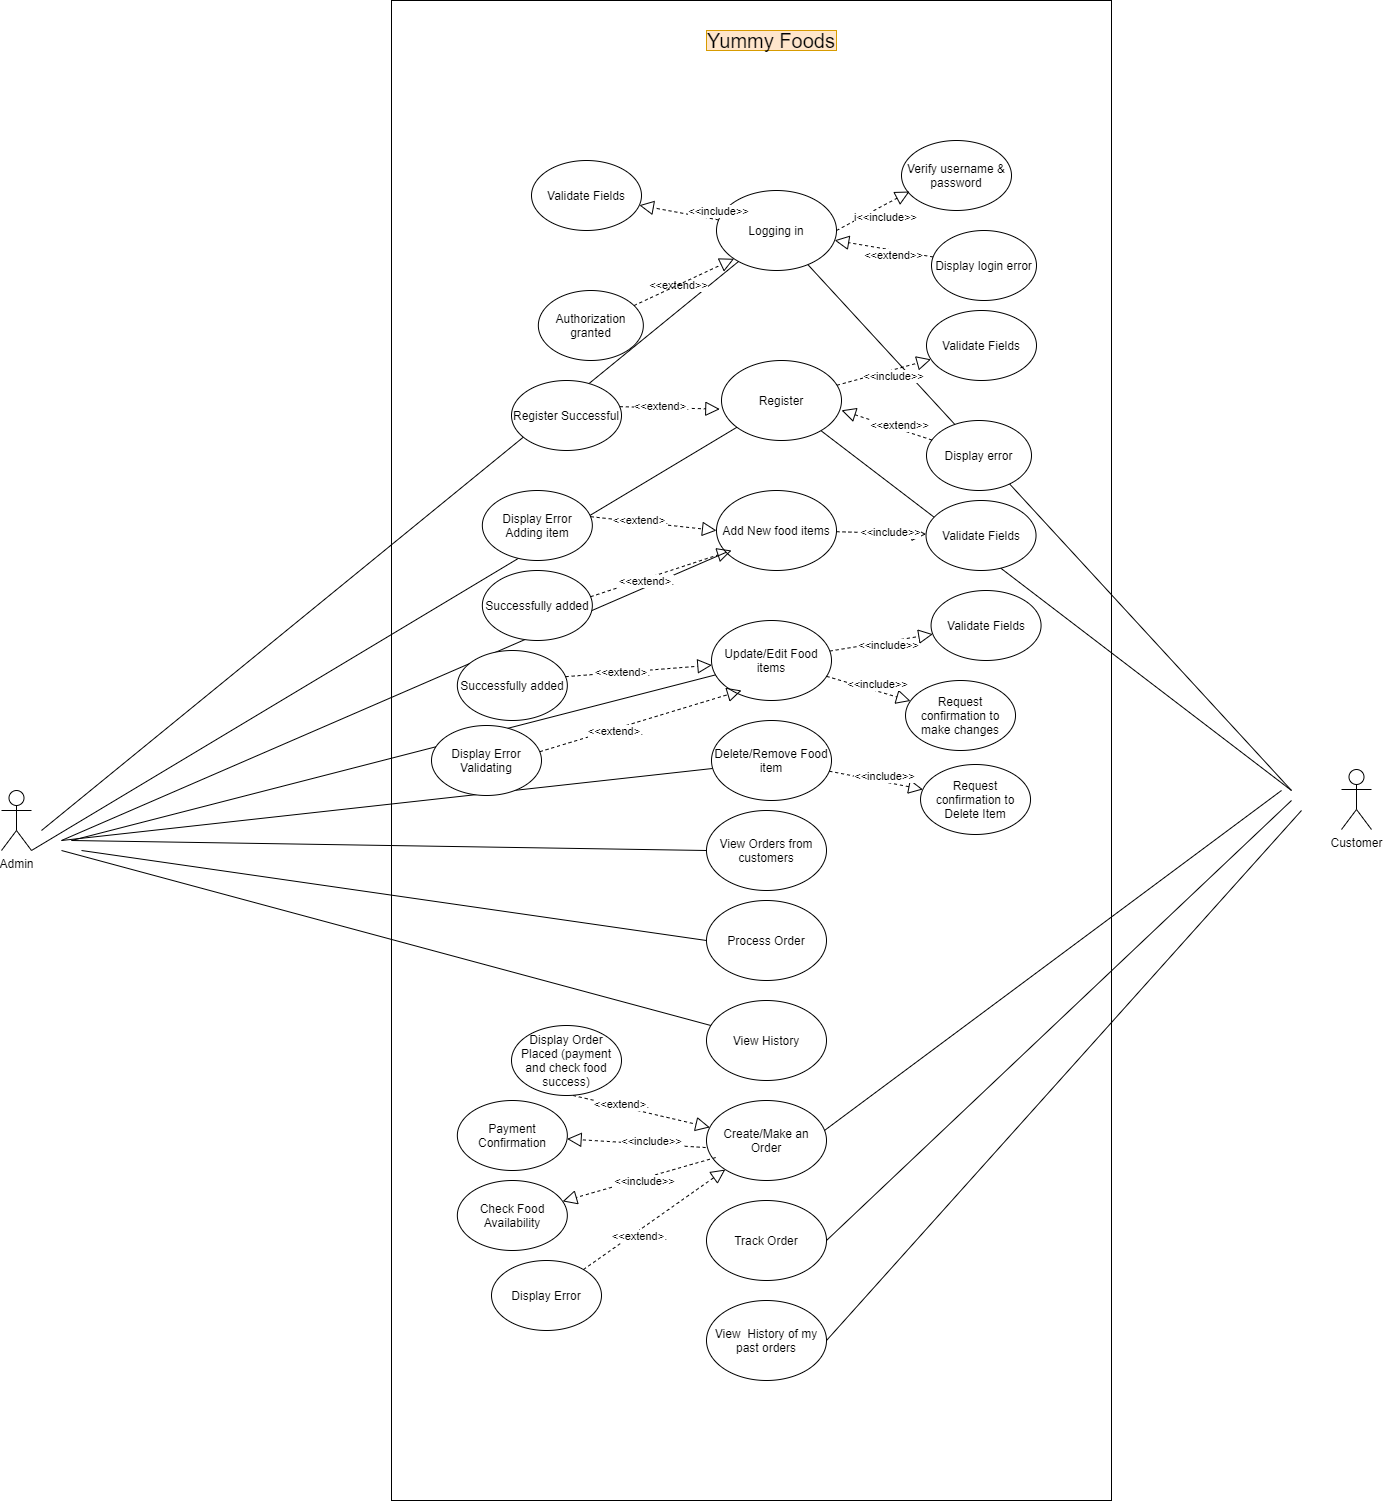 Yummy Foods
Verify username &
password
Validate Fields
<<include>>
i<<include>>
Logging in
<<extend>>
Display login error
<<extend>>
Authorization
granted
Validate Fields
<<include>>
Register
Register Successful
<<extend>.
<<extend>>
Display error
Display Error
Adding item
<<extend>.
Add New food items
<<include>>
Validate Fields
<<extend>.
Successfully added
Validate Fields
<<include>>
Update/Edit Food
items
<<extend>.
Successfully added
<<include>>
Request
confirmation to
make changes
<<extend>.
Display Error
Validating
Delete/Remove Food
item
<<include>>
Request
confirmation to
Delete Item
View Orders from
customers
Admin
Customer
Process Order
View History
Display Order
Placed (payment
and check food
success)
<<extend>.
Payment
Confirmation
<<include>>
Create/Make an
Order
<<include>>
Check Food
Availability
<<extend>.
Track Order
Display Error
View  History of my
past orders